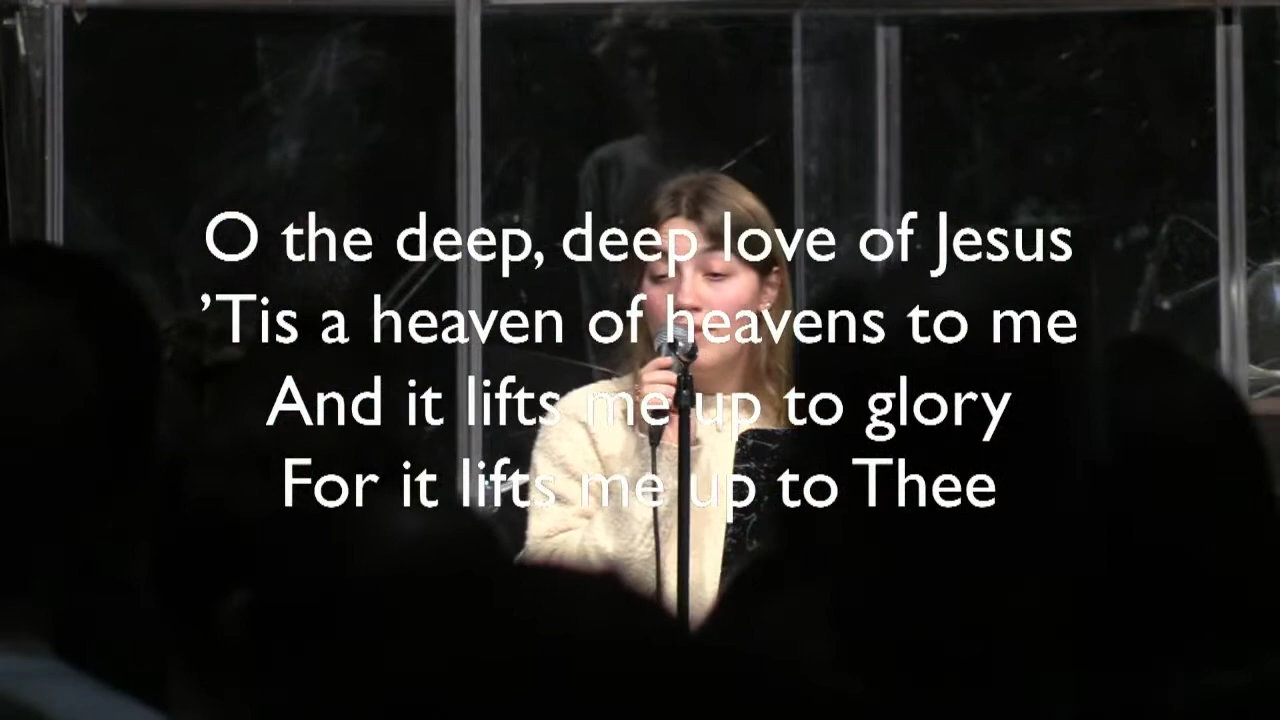 O the deep, deep love of Jesus
’Tis a heaven of heavens to me
And it lifts me up to glory
For it lifts me up to Thee